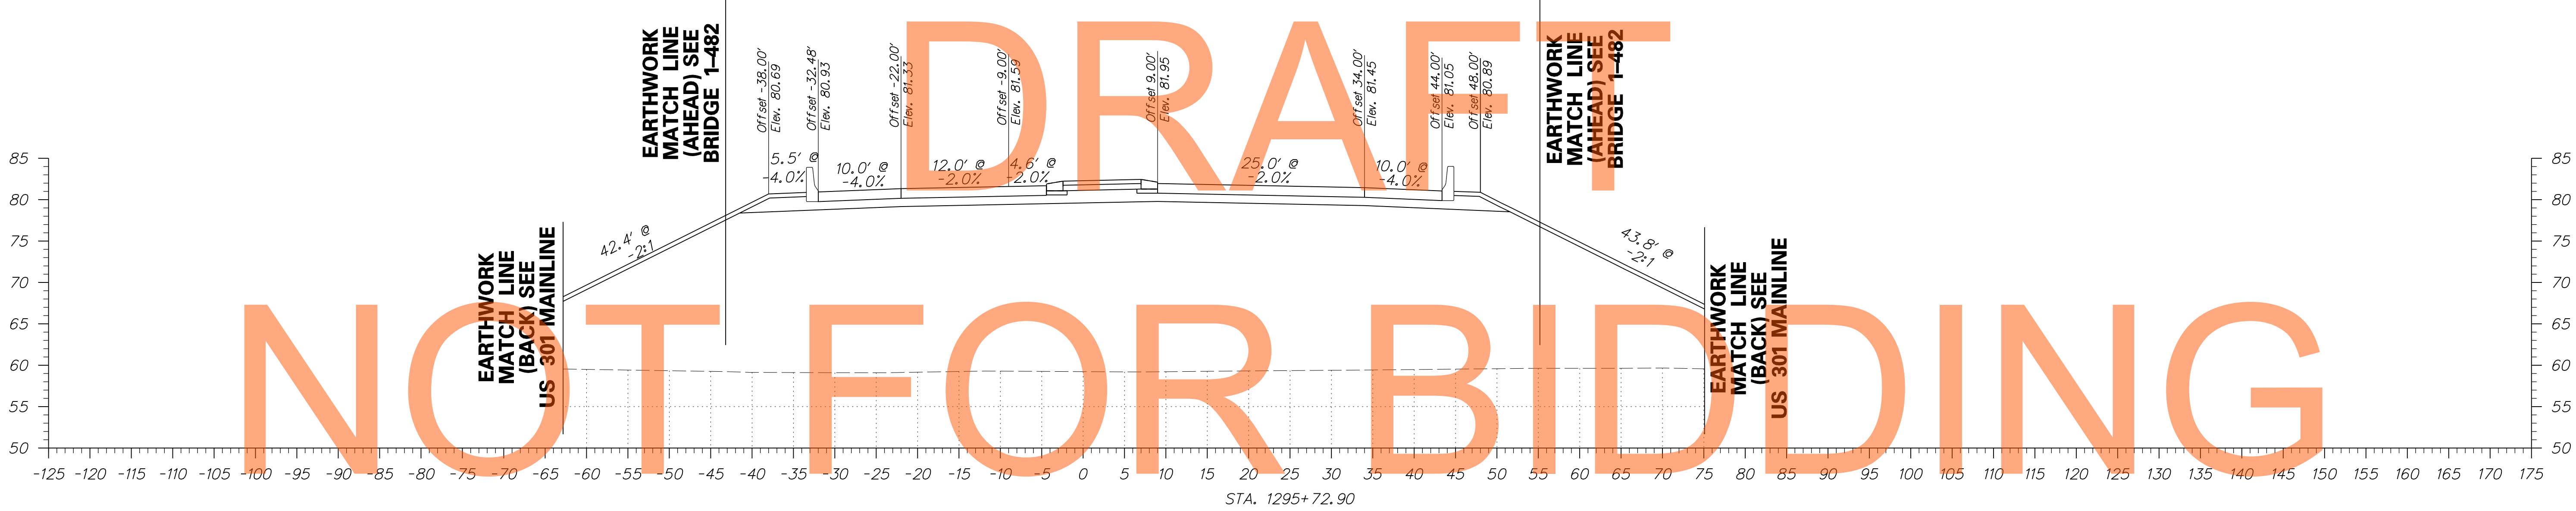 DRAFT
NOT FOR BIDDING
EARTHWORK
MATCH LINE
(AHEAD) SEE
BRIDGE 1-482
Offset -38.00'
Elev. 80.69
Offset -32.48'
Elev. 80.93
Offset -22.00'
Elev. 81.33
Offset -9.00'
Elev. 81.59
Offset 9.00'
Elev. 81.95
Offset 34.00'
Elev. 81.45
Offset 44.00'
Elev. 81.05
Offset 48.00'
Elev. 80.89
EARTHWORK
MATCH LINE
(AHEAD) SEE
BRIDGE 1-482
5.5' @
-4.0%
10.0' @
-4.0%
12.0' @
-2.0%
4.6' @
-2.0%
25.0' @
-2.0%
10.0' @
-4.0%
42.4' @
-2:1
43.8' @
-2:1
EARTHWORK
MATCH LINE
(BACK) SEE
US 301 MAINLINE
EARTHWORK
MATCH LINE
(BACK) SEE
US 301 MAINLINE
85
80
75
70
65
60
55
50
85
80
75
70
65
60
55
50
-125 -120 -115 -110 -105 -100 -95 -90 -85 -80 -75 -70 -65 -60 -55 -50 -45 -40 -35 -30 -25 -20 -15 -10 -5 0 5 10 15 20 25 30 35 40 45 50 55 60 65 70 75 80 85 90 95 100 105 110 115 120 125 130 135 140 145 150 155 160 165 170 175
STA. 1295+72.90